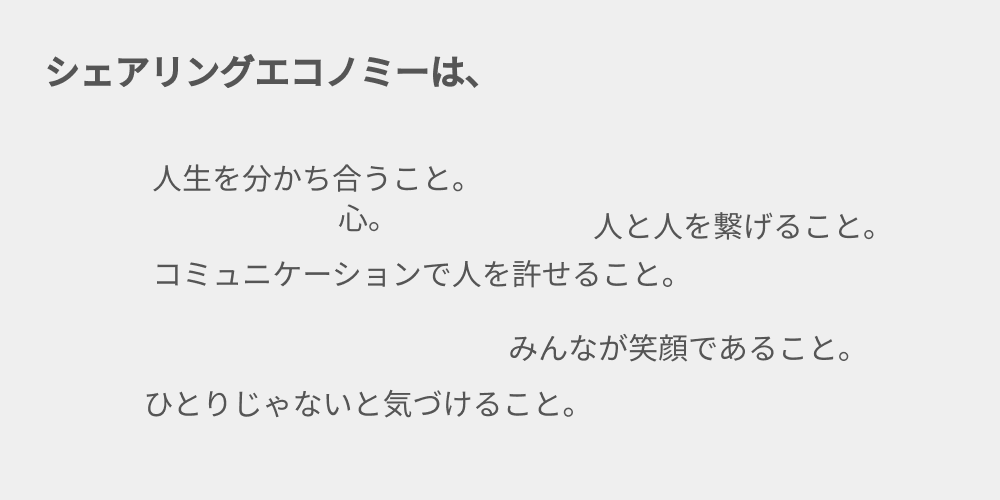 シェアリングエコノミーは、
人生を分かち合うこと。
心。
人と人を繋げること。
コミュニケーションで人を許せること。
みんなが笑顔であること。
ひとりじゃないと気づけること。